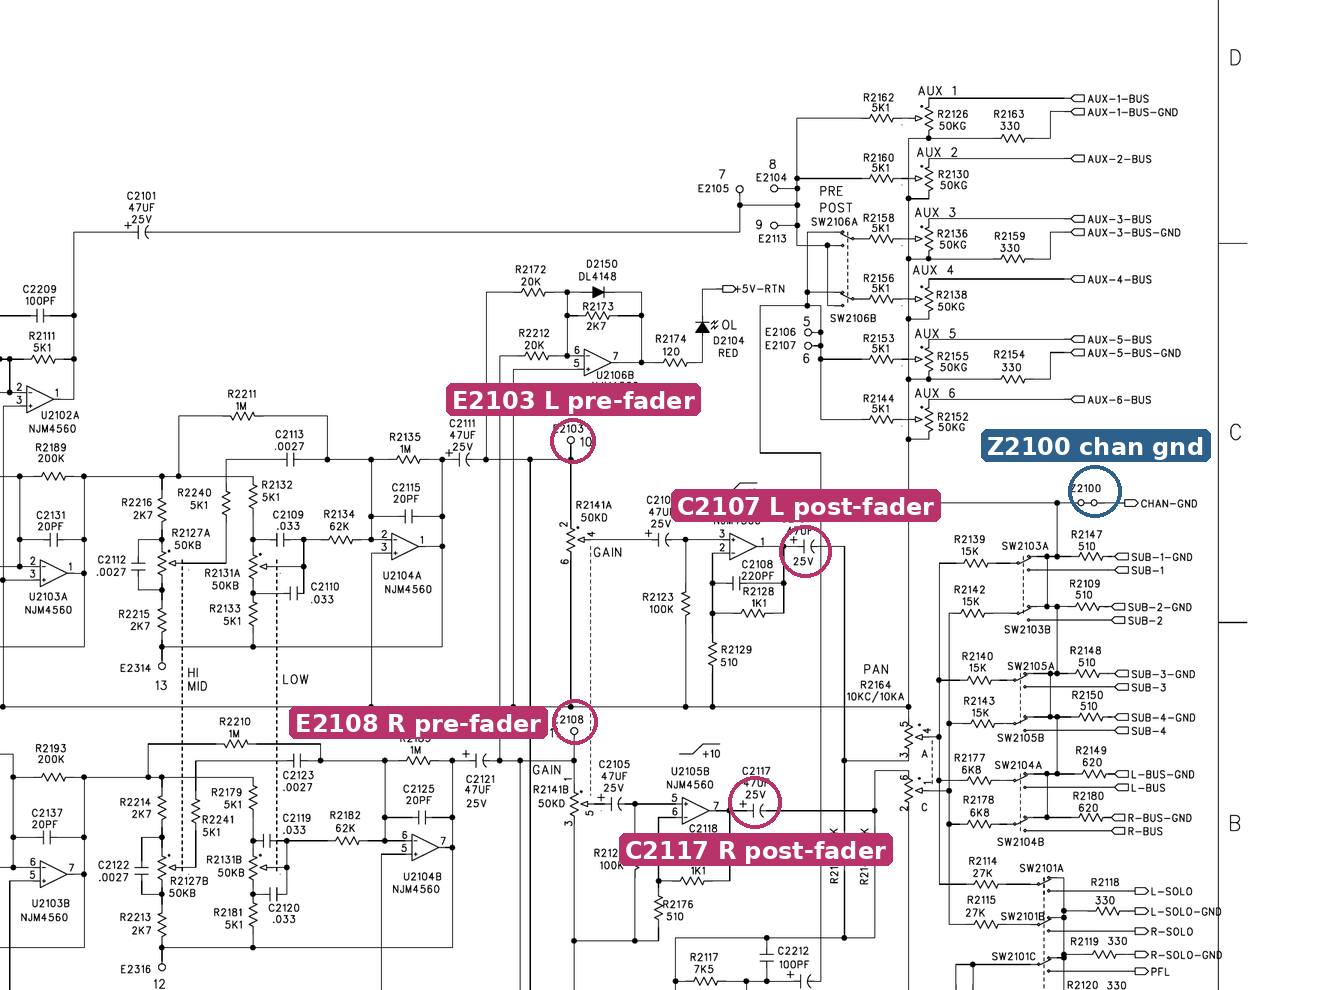 D
AUX 1
R2162
5K1
AUX-1-BUS
AUX-1-BUS-GND
R2126
50KG
R2163
330
AUX 2
R2160
5K1
AUX-2-BUS
R2130
50KG
8
E2104
7
E2105
PRE
POST
SW2106A
9
E2113
AUX 3
R2158
5K1
AUX-3-BUS
AUX-3-BUS-GND
R2136
50KG
R2159
330
C2101
47UF
25V
AUX 4
R2156
5K1
AUX-4-BUS
R2138
50KG
SW2106B
R2172
20K
D2150
DL4148
+5V-RTN
C2209
100PF
R2173
2K7
OL
D2104
RED
5
E2106
E2107
6
AUX 5
R2153
5K1
AUX-5-BUS
AUX-5-BUS-GND
R2155
50KG
R2154
330
R2111
5K1
R2212
20K
6
5
7
U2106B
R2174
120
2
3
1
U2102A
NJM4560
R2211
1M
E2103 L pre-fader
AUX 6
R2144
5K1
AUX-6-BUS
R2152
50KG
C
R2189
200K
C2113
.0027
R2135
1M
C2111
47UF
25V
10
Z2100 chan gnd
Z2100
CHAN-GND
R2216
2K7
R2240
5K1
R2132
5K1
C2115
20PF
R2141A
50KD
2
4
6
GAIN
25V
C2107 L post-fader
C2131
20PF
R2127A
50KB
C2109
.033
R2134
62K
2
3
1
U2104A
NJM4560
3
2
1
25V
C2108
220PF
R2128
1K1
R2139
15K
SW2103A
R2147
510
SUB-1-GND
SUB-1
C2112
.0027
R2131A
50KB
C2110
.033
2
3
1
U2103A
NJM4560
R2123
100K
R2142
15K
R2109
510
SUB-2-GND
SUB-2
SW2103B
R2215
2K7
R2133
5K1
R2129
510
E2314
13
HI
MID
LOW
PAN
R2164
10KC/10KA
R2140
15K
SW2105A
R2148
510
SUB-3-GND
SUB-3
E2108 R pre-fader
2108
R2143
15K
SW2105B
R2150
510
SUB-4-GND
SUB-4
R2210
1M
1M
5
4
3
A
+10
R2193
200K
C2123
.0027
C2121
47UF
25V
GAIN
R2141B
50KD
1
5
3
C2105
47UF
25V
U2105B
NJM4560
C2117
47UF
25V
6
1
2
C
R2177
6K8
SW2104A
R2149
620
L-BUS-GND
L-BUS
R2214
2K7
R2179
5K1
R2241
5K1
C2125
20PF
5
6
7
C2118
R2178
6K8
R2180
620
R-BUS-GND
R-BUS
SW2104B
B
C2137
20PF
C2119
.033
R2182
62K
6
5
7
U2104B
NJM4560
C2117 R post-fader
C2122
.0027
R2127B
50KB
R2131B
50KB
C2120
.033
100K
1K1
R2114
27K
SW2101A
R2118
330
L-SOLO
6
5
7
U2103B
NJM4560
R2176
510
R2115
27K
SW2101B
L-SOLO-GND
R2213
2K7
R2181
5K1
R-SOLO
E2316
12
R2117
7K5
C2212
100PF
SW2101C
R2119 330
R-SOLO-GND
PFL
R2120 330